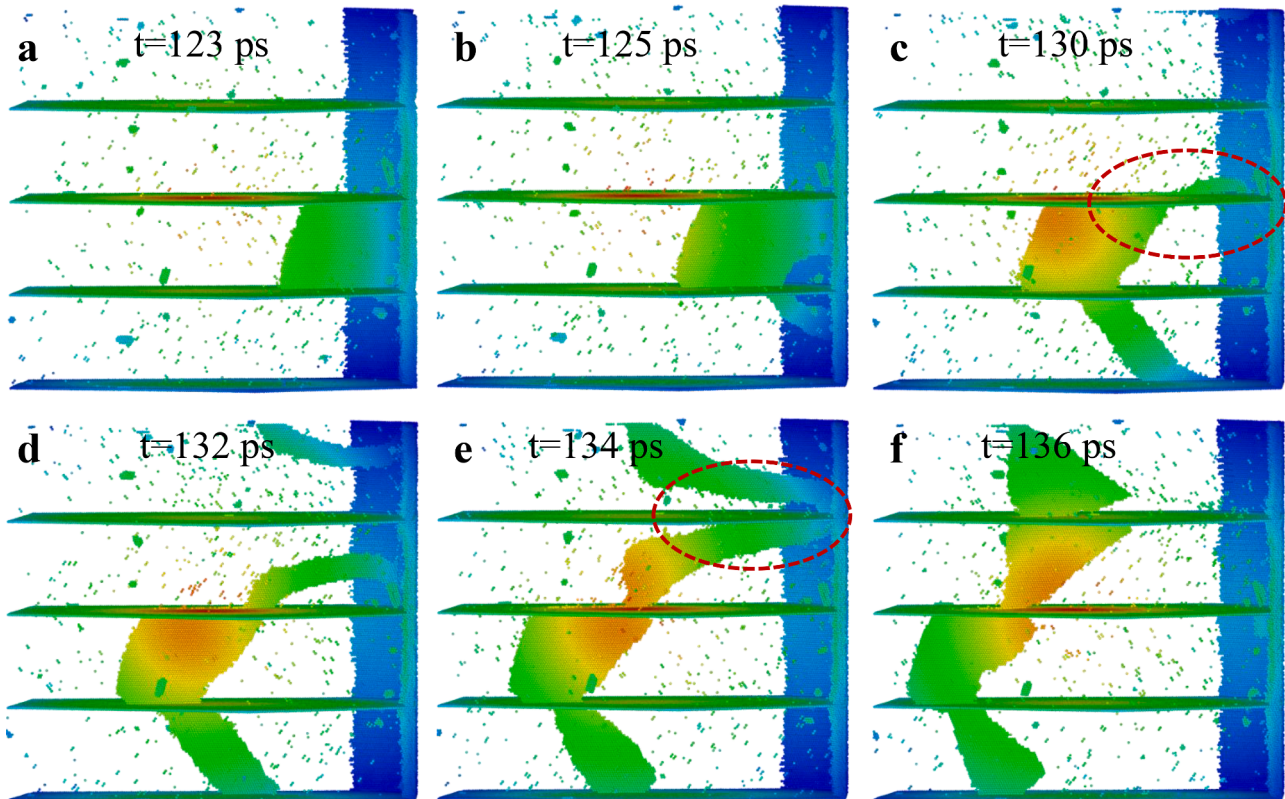 a t=123 ps
b t=125 ps
c t=130 ps
d t=132 ps
e t=134 ps
f t=136 ps